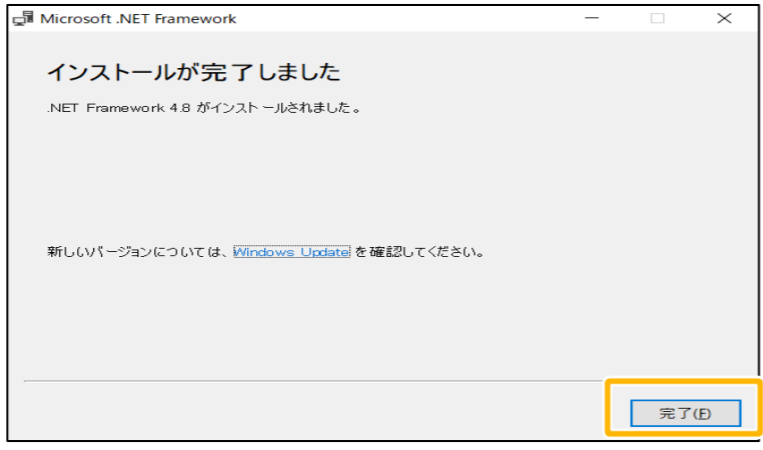 Microsoft .NET Framework
インストールが完了しました
.NET Framework 4.8 がインストールされました。
新しいバージョンについては、Windows Update を確認してください。
完了(F)